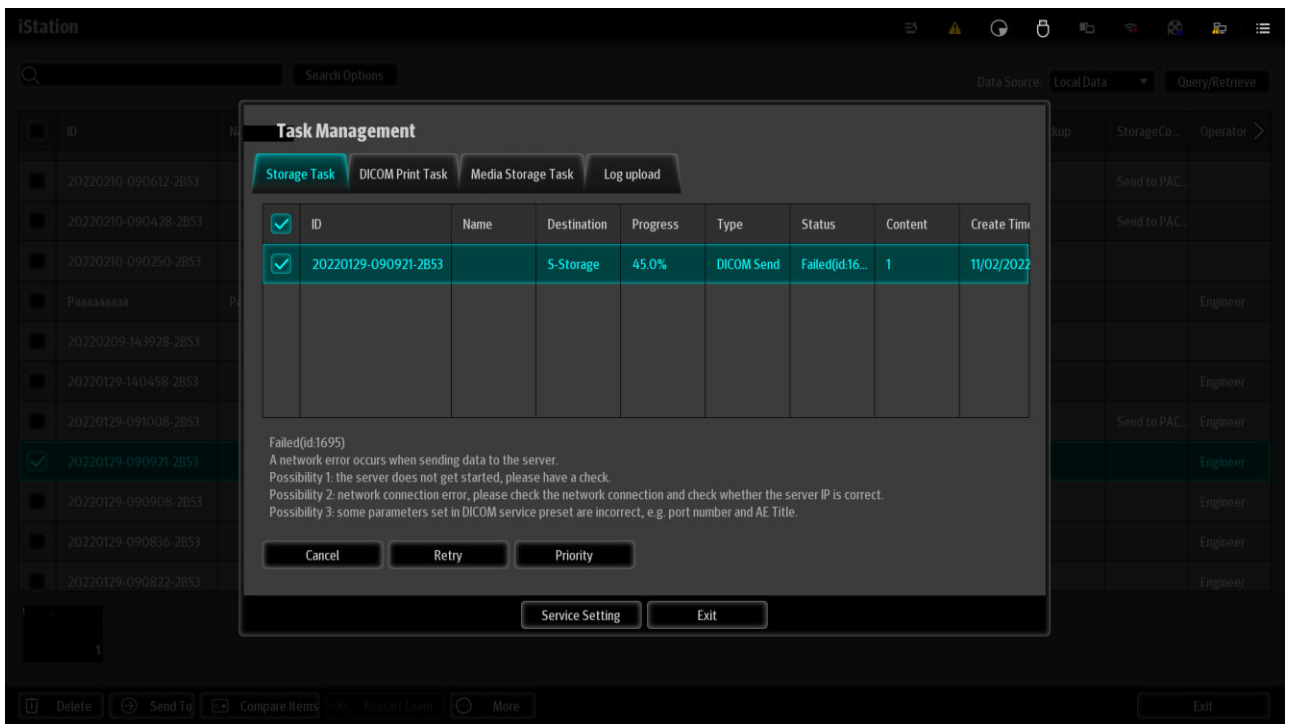 iStation
Search Options
Data Source: Local Data Query/Retrieve
ID
kup StorageCo... Operator
20220210-090612-2B53 Send to PAC...
20220210-090428-2B53 Send to PAC...
20220210-090250-2B53
Paaaaaaaa Engineer
20220209-143928-2B53
20220129-140458-2B53 Engineer
20220129-091008-2B53 Send to PAC... Engineer
20220129-090921-2B53 Engineer
20220129-090908-2B53 Engineer
20220129-090836-2B53 Engineer
20220129-090822-2B53 Engineer
1
Task Management
Storage Task DICOM Print Task Media Storage Task Log upload
ID Name Destination Progress Type Status Content Create Time
20220129-090921-2B53 S-Storage 45.0% DICOM Send Failed(id:16... 1 11/02/2022
Failed(id:1695)
A network error occurs when sending data to the server.
Possibility 1: the server does not get started, please have a check.
Possibility 2: network connection error, please check the network connection and check whether the server IP is correct.
Possibility 3: some parameters set in DICOM service preset are incorrect, e.g. port number and AE Title.
Cancel Retry Priority
Service Setting Exit
Delete Send To Compare Items Restart Exam More Exit